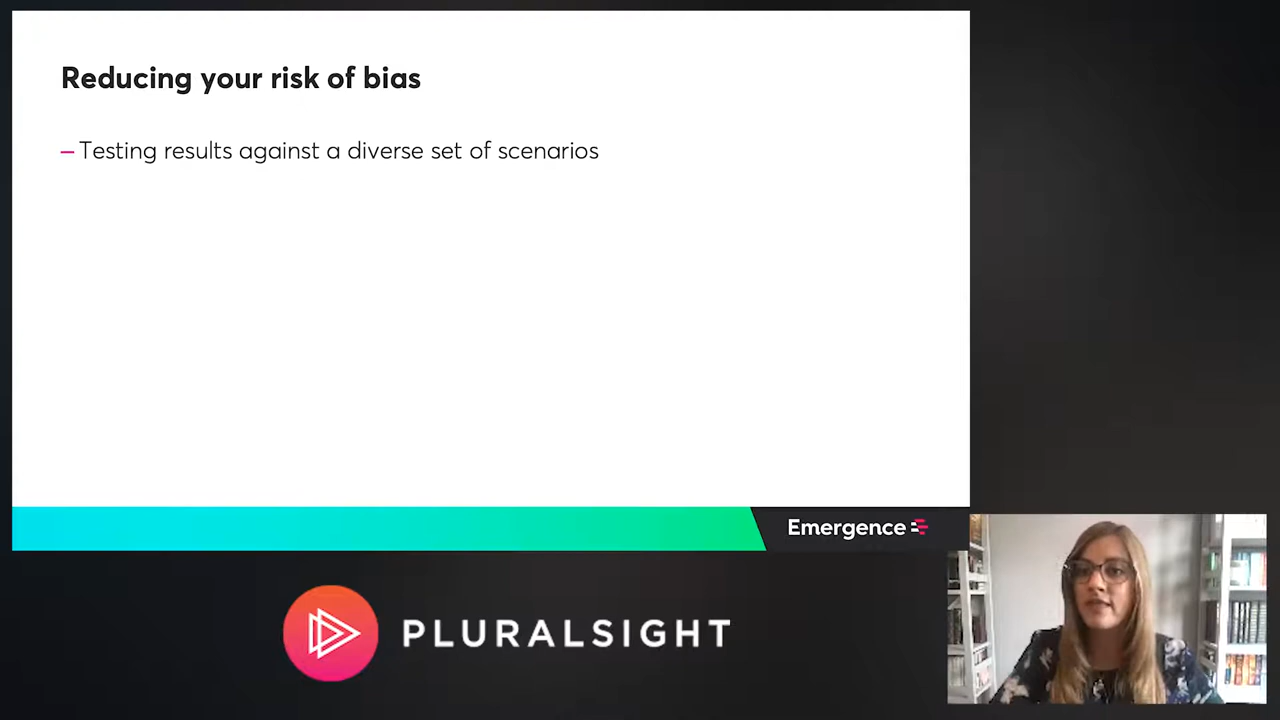 Reducing your risk of bias
– Testing results against a diverse set of scenarios
Emergence
PLURALSIGHT